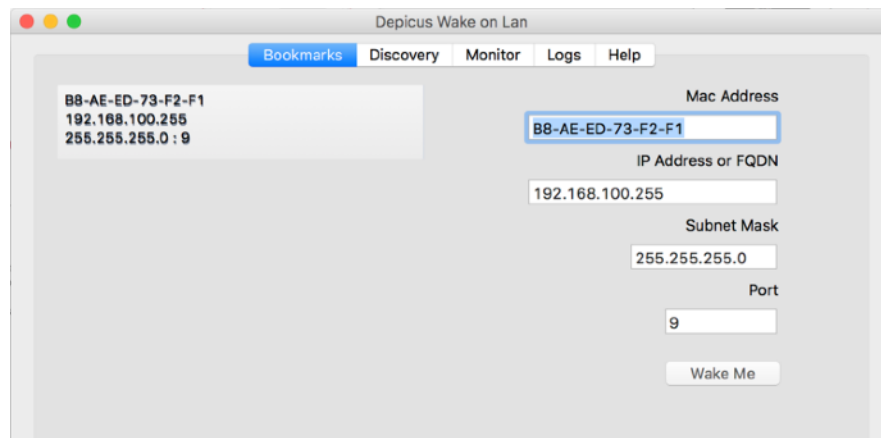 Depicus Wake on Lan
Bookmarks Discovery Monitor Logs Help
B8-AE-ED-73-F2-F1
192.168.100.255
255.255.255.0 : 9
Mac Address
B8-AE-ED-73-F2-F1
IP Address or FQDN
192.168.100.255
Subnet Mask
255.255.255.0
Port
9
Wake Me